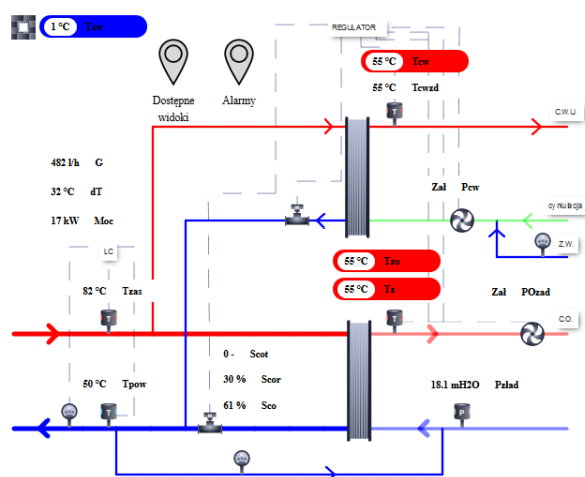 1 °C Tzew
REGULATOR
55 °C Tcw
55 °C Tcwzd
Dostępne
widoki
Alarmy
C.W.U.
482 l/h G
32 °C dT
17 kW Moc
Zał Pcw
cyrkulacja
Z.W.
LC
55 °C Tzo
55 °C Tz
82 °C Tzas
Zał POzad
C.O.
0 - Scot
30 % Scor
61 % Sco
50 °C Tpow
18.1 mH2O Pzład
T
T
T
T
P